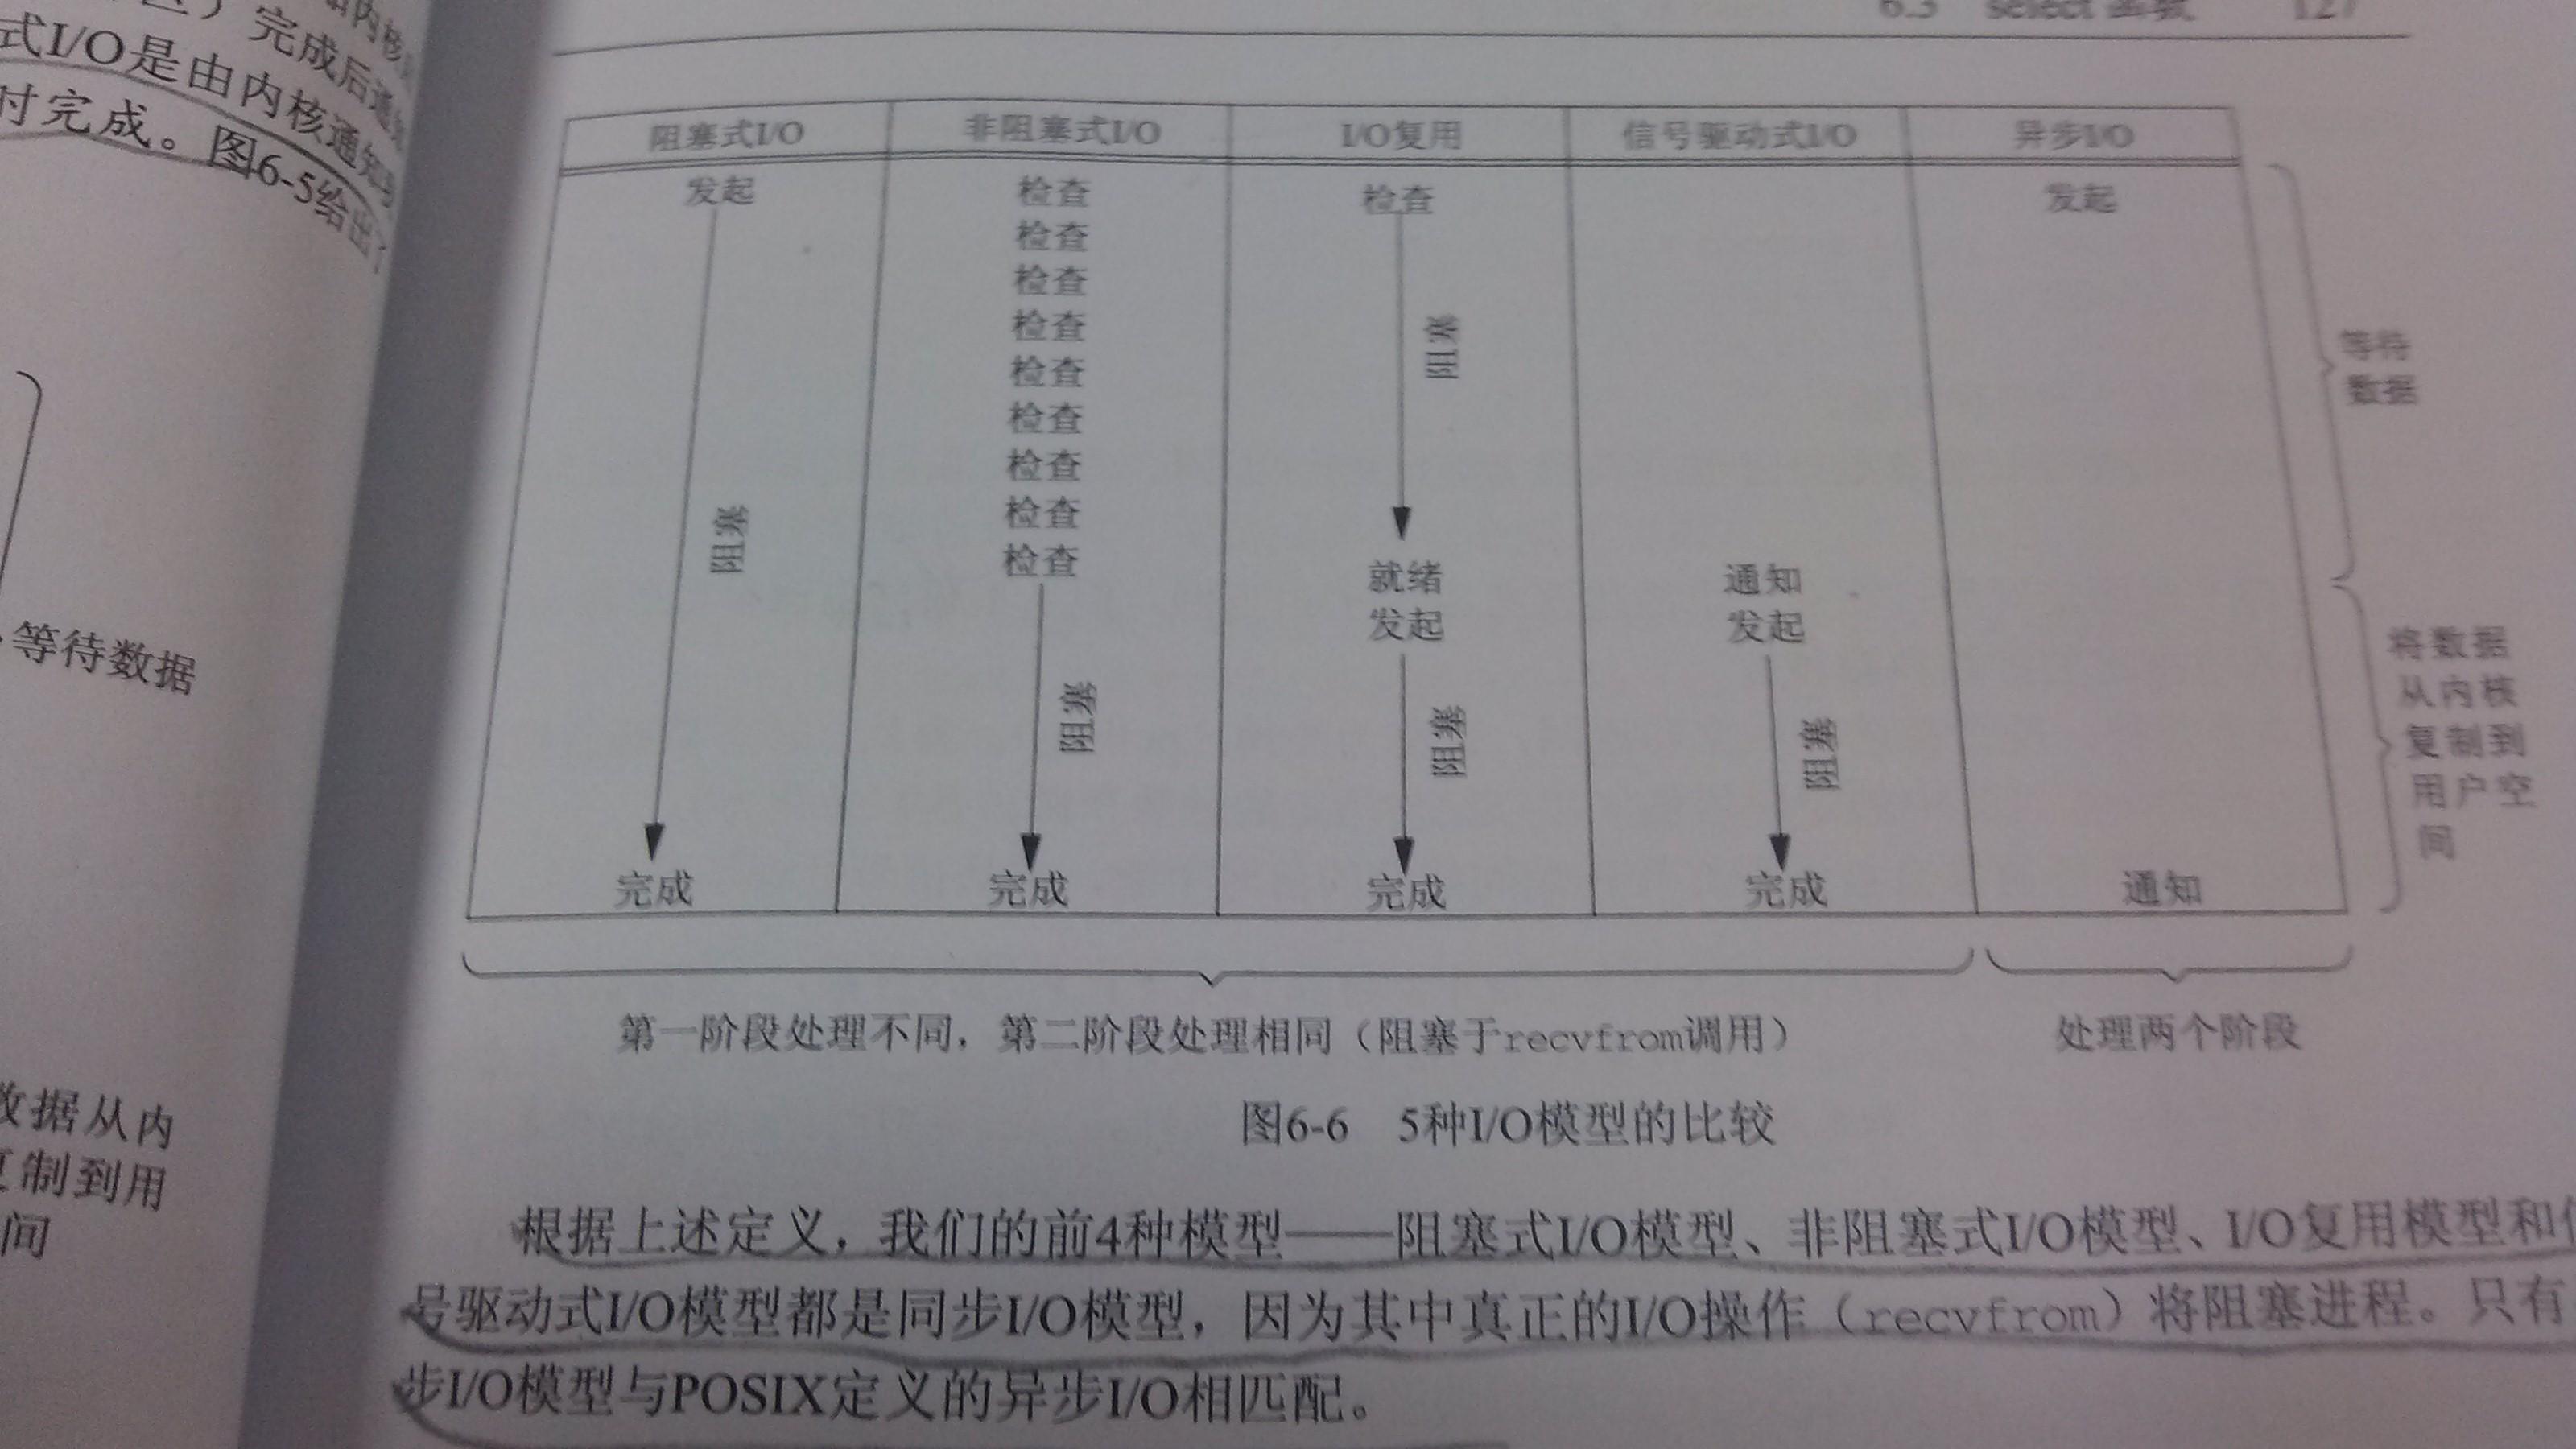 完成后通
式I/O是由内核通知我
时完成。图6-5给出了
等待数据
数据从内
制到用
间
6.3 select 函数 127
阻塞式I/O 非阻塞式I/O I/O复用 信号驱动式I/O 异步I/O
发起 检查 检查 发起
检查
检查
检查
检查
检查
检查
检查
检查
阻塞
阻塞
就绪 通知
发起 发起
阻塞
阻塞
阻塞
完成 完成 完成 完成 通知
等待
数据
将数据
从内核
复制到
用户空
间
第一阶段处理不同，第二阶段处理相同（阻塞于recvfrom调用）
处理两个阶段
图6-6 5种I/O模型的比较
根据上述定义，我们的前4种模型——阻塞式I/O模型、非阻塞式I/O模型、I/O复用模型和
号驱动式I/O模型都是同步I/O模型，因为其中真正的I/O操作（recvfrom）将阻塞进程。只有
步I/O模型与POSIX定义的异步I/O相匹配。